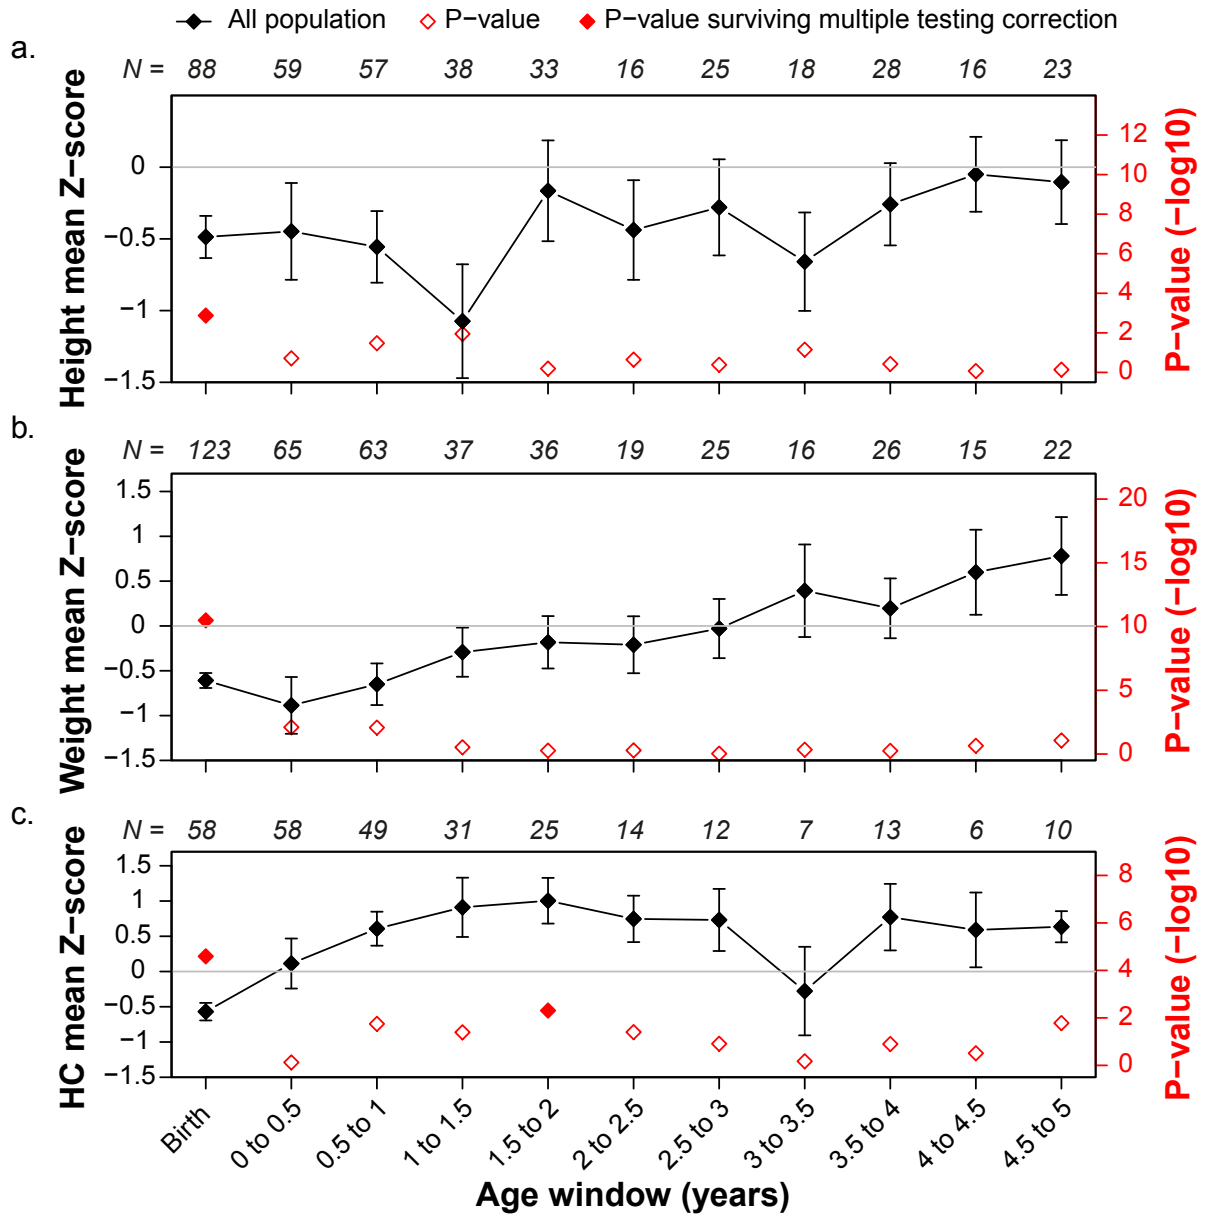 All population P−value P−value surviving multiple testing correction
a.
N = 88 59 57 38 33 16 25 18 28 16 23
Height mean Z−score
0
−0.5
−1
−1.5
12
10
8
6
4
2
0
P−value (−log10)
b.
N = 123 65 63 37 36 19 25 16 26 15 22
Weight mean Z−score
1.5
1
0.5
0
−0.5
−1
−1.5
20
15
10
5
0
P−value (−log10)
c.
N = 58 58 49 31 25 14 12 7 13 6 10
HC mean Z−score
1.5
1
0.5
0
−0.5
−1
−1.5
8
6
4
2
0
P−value (−log10)
Birth
0 to 0.5
0.5 to 1
1 to 1.5
1.5 to 2
2 to 2.5
2.5 to 3
3 to 3.5
3.5 to 4
4 to 4.5
4.5 to 5
Age window (years)